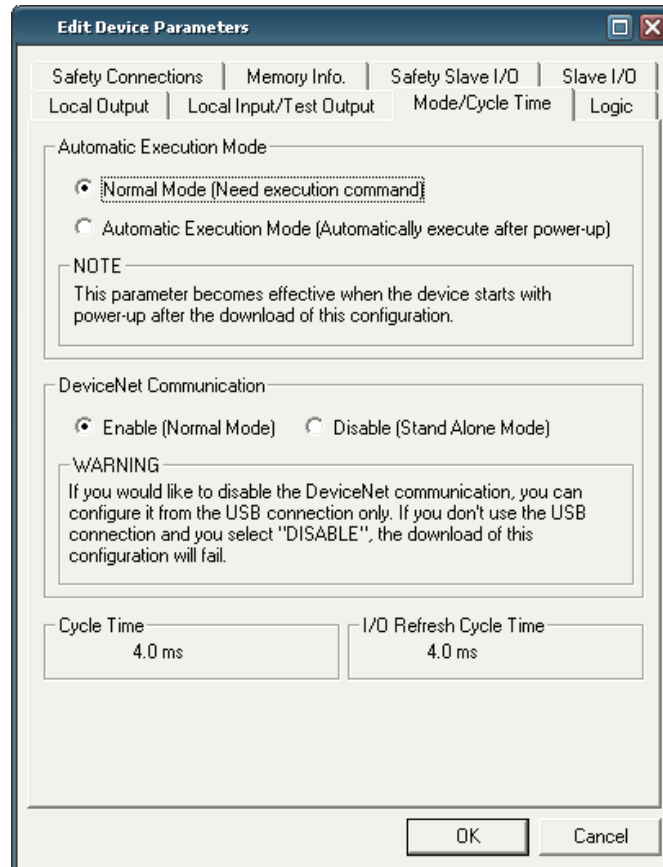 Edit Device Parameters
Safety Connections
Memory Info.
Safety Slave I/O
Slave I/O
Local Output
Local Input/Test Output
Mode/Cycle Time
Logic
Automatic Execution Mode
Normal Mode (Need execution command)
Automatic Execution Mode (Automatically execute after power-up)
NOTE
This parameter becomes effective when the device starts with
power-up after the download of this configuration.
DeviceNet Communication
Enable (Normal Mode)
Disable (Stand Alone Mode)
WARNING
If you would like to disable the DeviceNet communication, you can
configure it from the USB connection only. If you don't use the USB
connection and you select "DISABLE", the download of this
configuration will fail.
Cycle Time
4.0 ms
I/O Refresh Cycle Time
4.0 ms
OK
Cancel